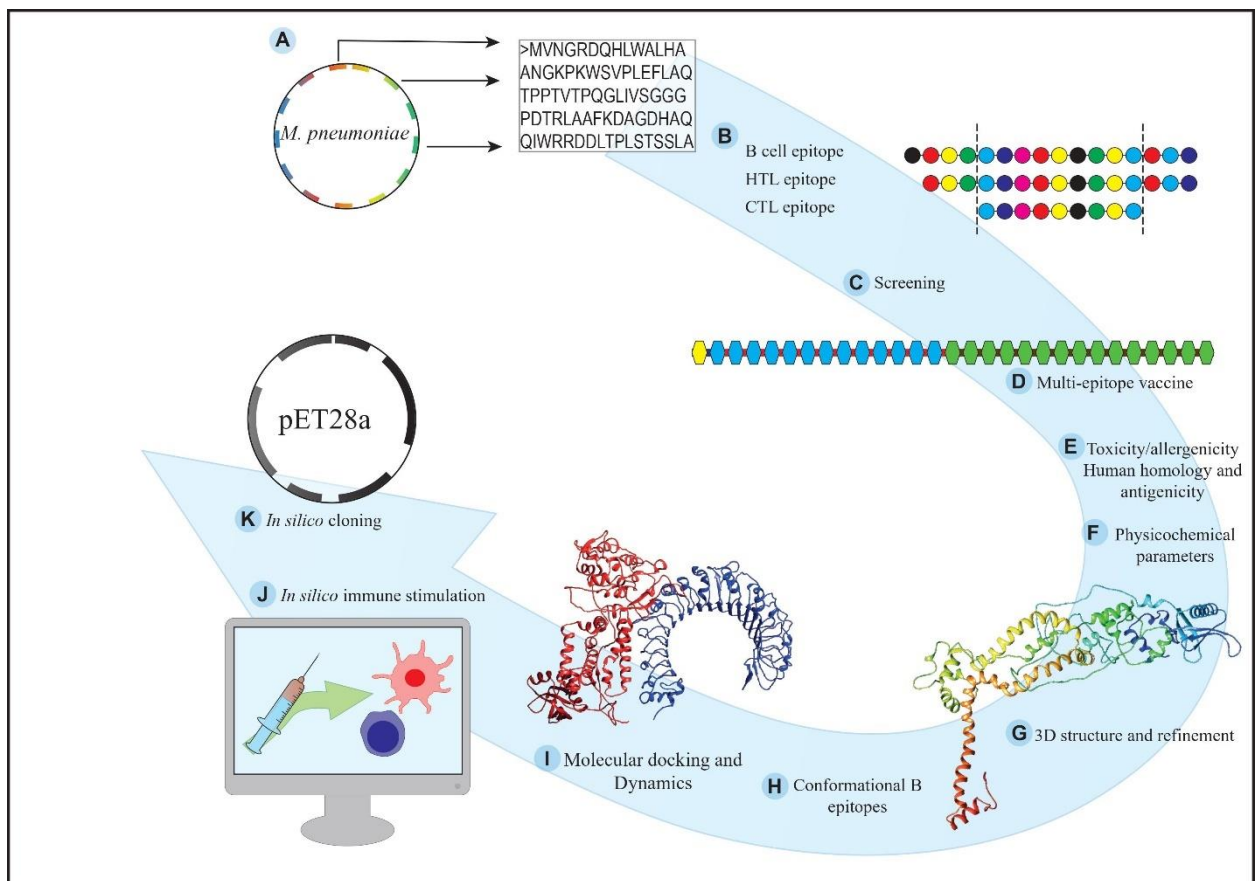 A
M. pneumoniae
>MVNGRDQHLWALHA
ANGKPKWSVPLEFLAQ
TPPTVTPQGLIVSGGG
PDTRLAAFKDAGDHAQ
QIWRRDDLTPLSTSSLA
B
B cell epitope
HTL epitope
CTL epitope
C Screening
D Multi-epitope vaccine
E Toxicity/allergenicity
Human homology and
antigenicity
F Physicochemical
parameters
G 3D structure and refinement
H Conformational B
epitopes
I Molecular docking and
Dynamics
J In silico immune stimulation
K In silico cloning
pET28a